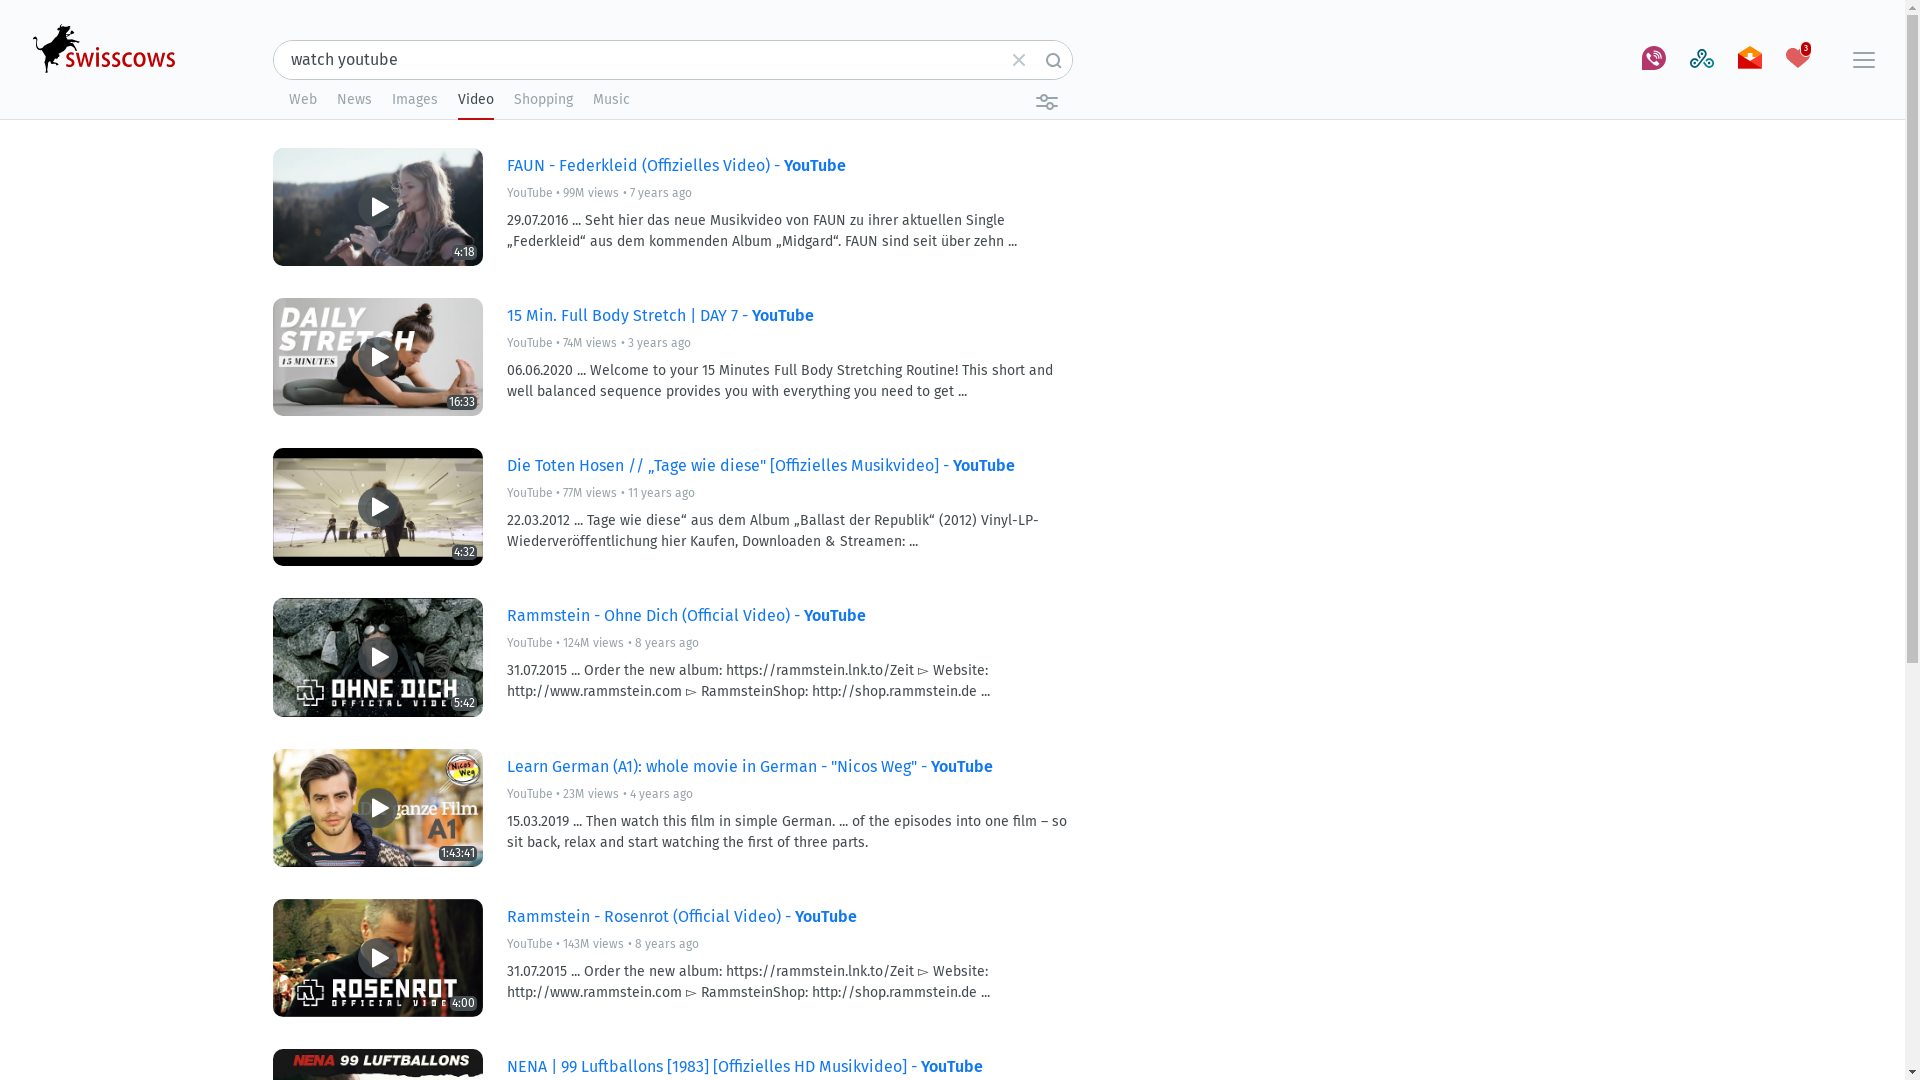 swisscows
watch youtube
3
Web News Images Video Shopping Music
FAUN - Federkleid (Offizielles Video) - YouTube
YouTube • 99M views • 7 years ago
29.07.2016 ... Seht hier das neue Musikvideo von FAUN zu ihrer aktuellen Single
„Federkleid“ aus dem kommenden Album „Midgard“. FAUN sind seit über zehn ...
4:18
DAILY
STRETCH
15 MINUTES
16:33
15 Min. Full Body Stretch | DAY 7 - YouTube
YouTube • 74M views • 3 years ago
06.06.2020 ... Welcome to your 15 Minutes Full Body Stretching Routine! This short and
well balanced sequence provides you with everything you need to get ...
Die Toten Hosen // „Tage wie diese" [Offizielles Musikvideo] - YouTube
YouTube • 77M views • 11 years ago
22.03.2012 ... Tage wie diese“ aus dem Album „Ballast der Republik“ (2012) Vinyl-LP-
Wiederveröffentlichung hier Kaufen, Downloaden & Streamen: ...
4:32
Rammstein - Ohne Dich (Official Video) - YouTube
YouTube • 124M views • 8 years ago
31.07.2015 ... Order the new album: https://rammstein.lnk.to/Zeit ▻ Website:
http://www.rammstein.com ▻ RammsteinShop: http://shop.rammstein.de ...
OHNE DICH
OFFICIAL VIDE
5:42
Nicos
Weg
ganze Film
A1
1:43:41
Learn German (A1): whole movie in German - "Nicos Weg" - YouTube
YouTube • 23M views • 4 years ago
15.03.2019 ... Then watch this film in simple German. ... of the episodes into one film – so
sit back, relax and start watching the first of three parts.
Rammstein - Rosenrot (Official Video) - YouTube
YouTube • 143M views • 8 years ago
31.07.2015 ... Order the new album: https://rammstein.lnk.to/Zeit ▻ Website:
http://www.rammstein.com ▻ RammsteinShop: http://shop.rammstein.de ...
ROSENROT
OFFICIAL VIDE
4:00
NENA 99 LUFTBALLONS
NENA | 99 Luftballons [1983] [Offizielles HD Musikvideo] - YouTube